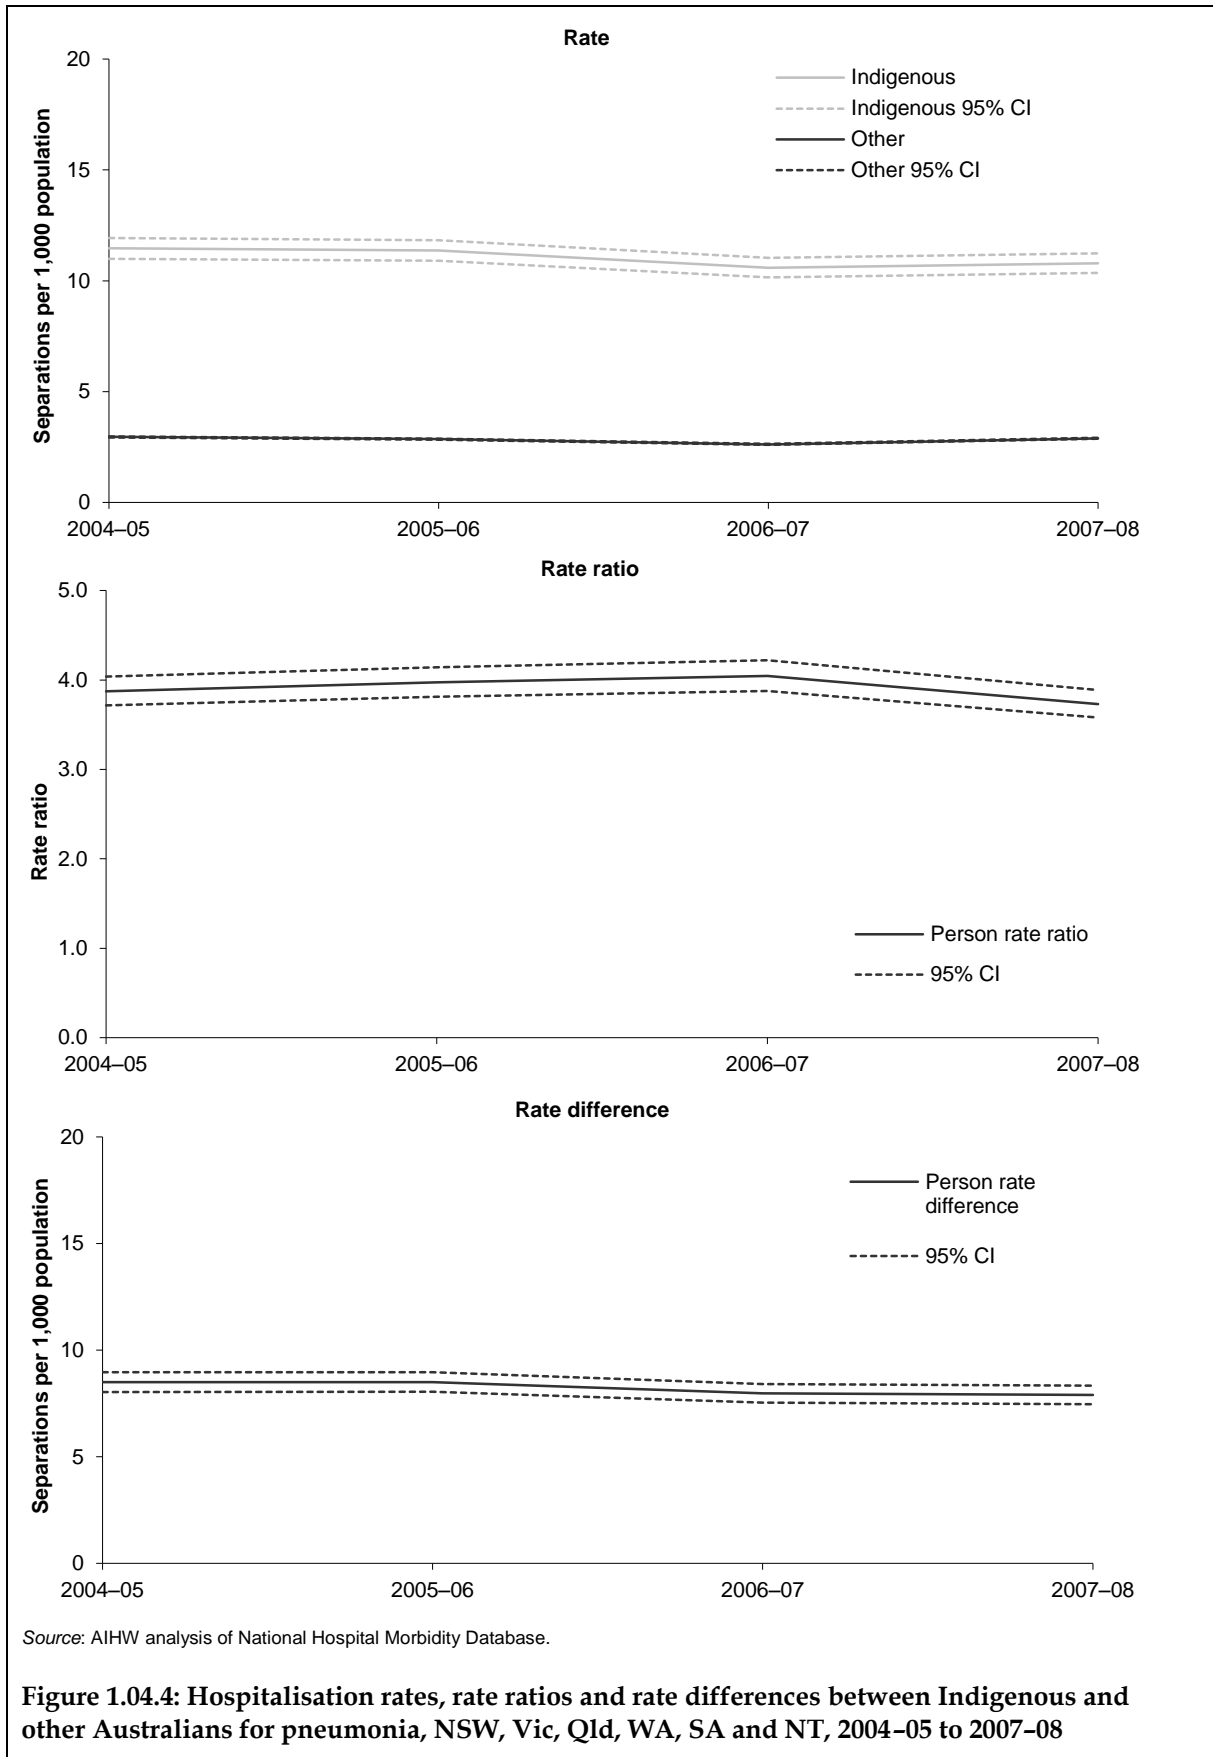 Rate
20
15
10
5
0
Separations per 1,000 population
Indigenous
Indigenous 95% CI
Other
Other 95% CI
2004–05
2005–06
2006–07
2007–08
Rate ratio
5.0
4.0
3.0
2.0
1.0
0.0
Rate ratio
Person rate ratio
95% CI
2004–05
2005–06
2006–07
2007–08
Rate difference
20
15
10
5
0
Separations per 1,000 population
Person rate
difference
95% CI
2004–05
2005–06
2006–07
2007–08
Source: AIHW analysis of National Hospital Morbidity Database.
Figure 1.04.4: Hospitalisation rates, rate ratios and rate differences between Indigenous and
other Australians for pneumonia, NSW, Vic, Qld, WA, SA and NT, 2004–05 to 2007–08